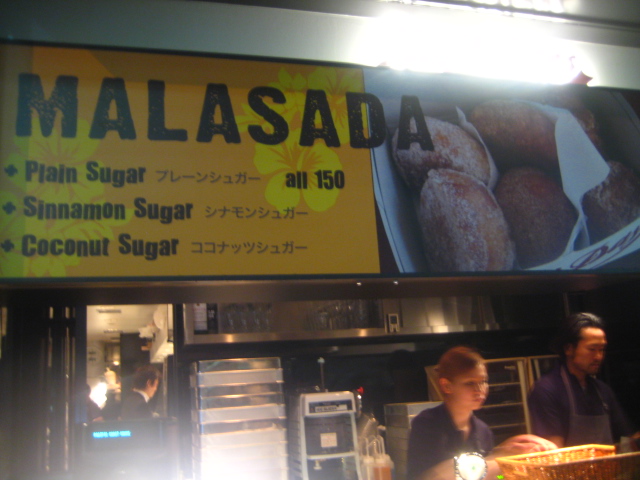 MALASADA
+ Plain Sugar プレーンシュガー all 150
+ Sinnamon Sugar シナモンシュガー
+ Coconut Sugar ココナッツシュガー